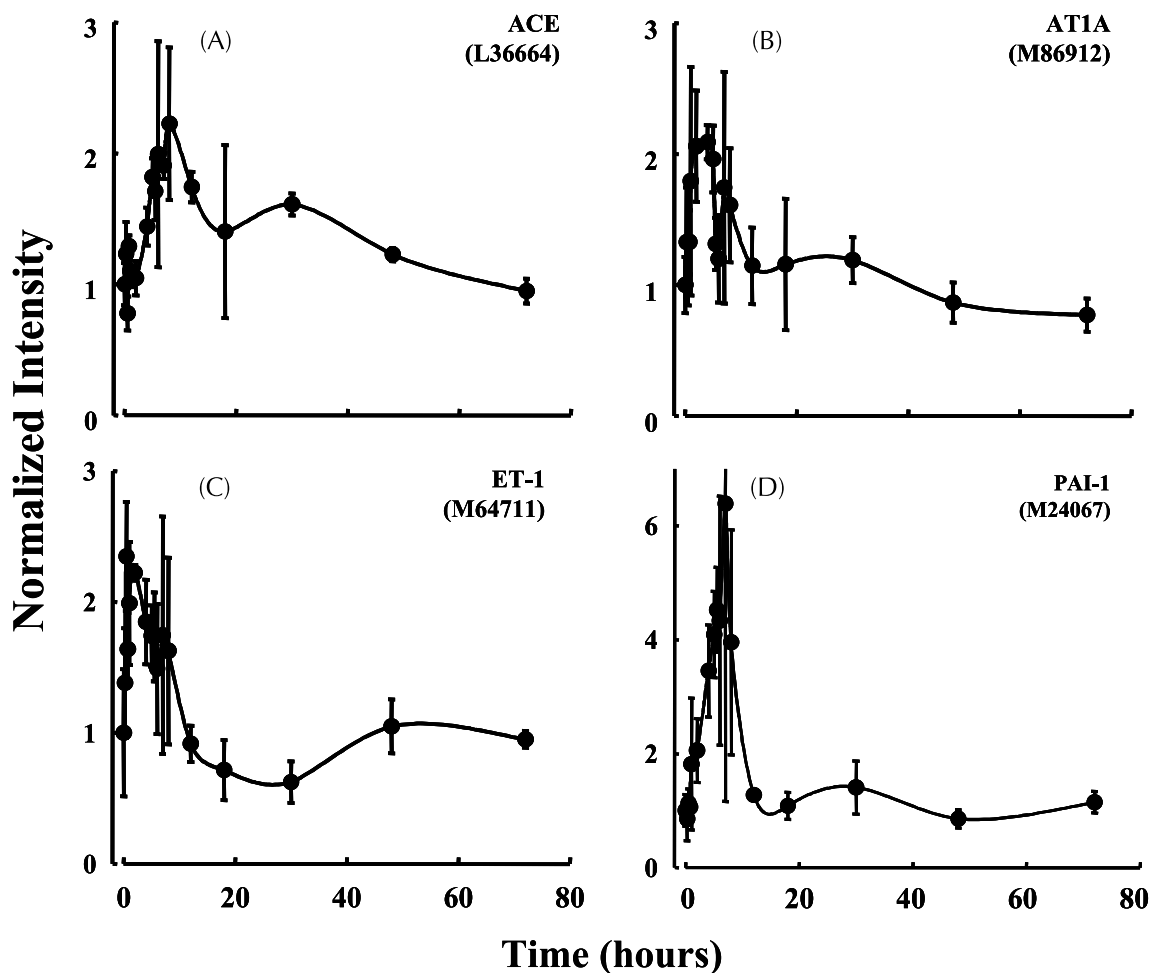 Normalized Intensity
3
2
1
0
(A)
ACE
(L36664)
3
2
1
0
(B)
AT1A
(M86912)
3
2
1
0
(C)
ET-1
(M64711)
0 20 40 60 80
6
4
2
0
(D)
PAI-1
(M24067)
0 20 40 60 80
Time (hours)